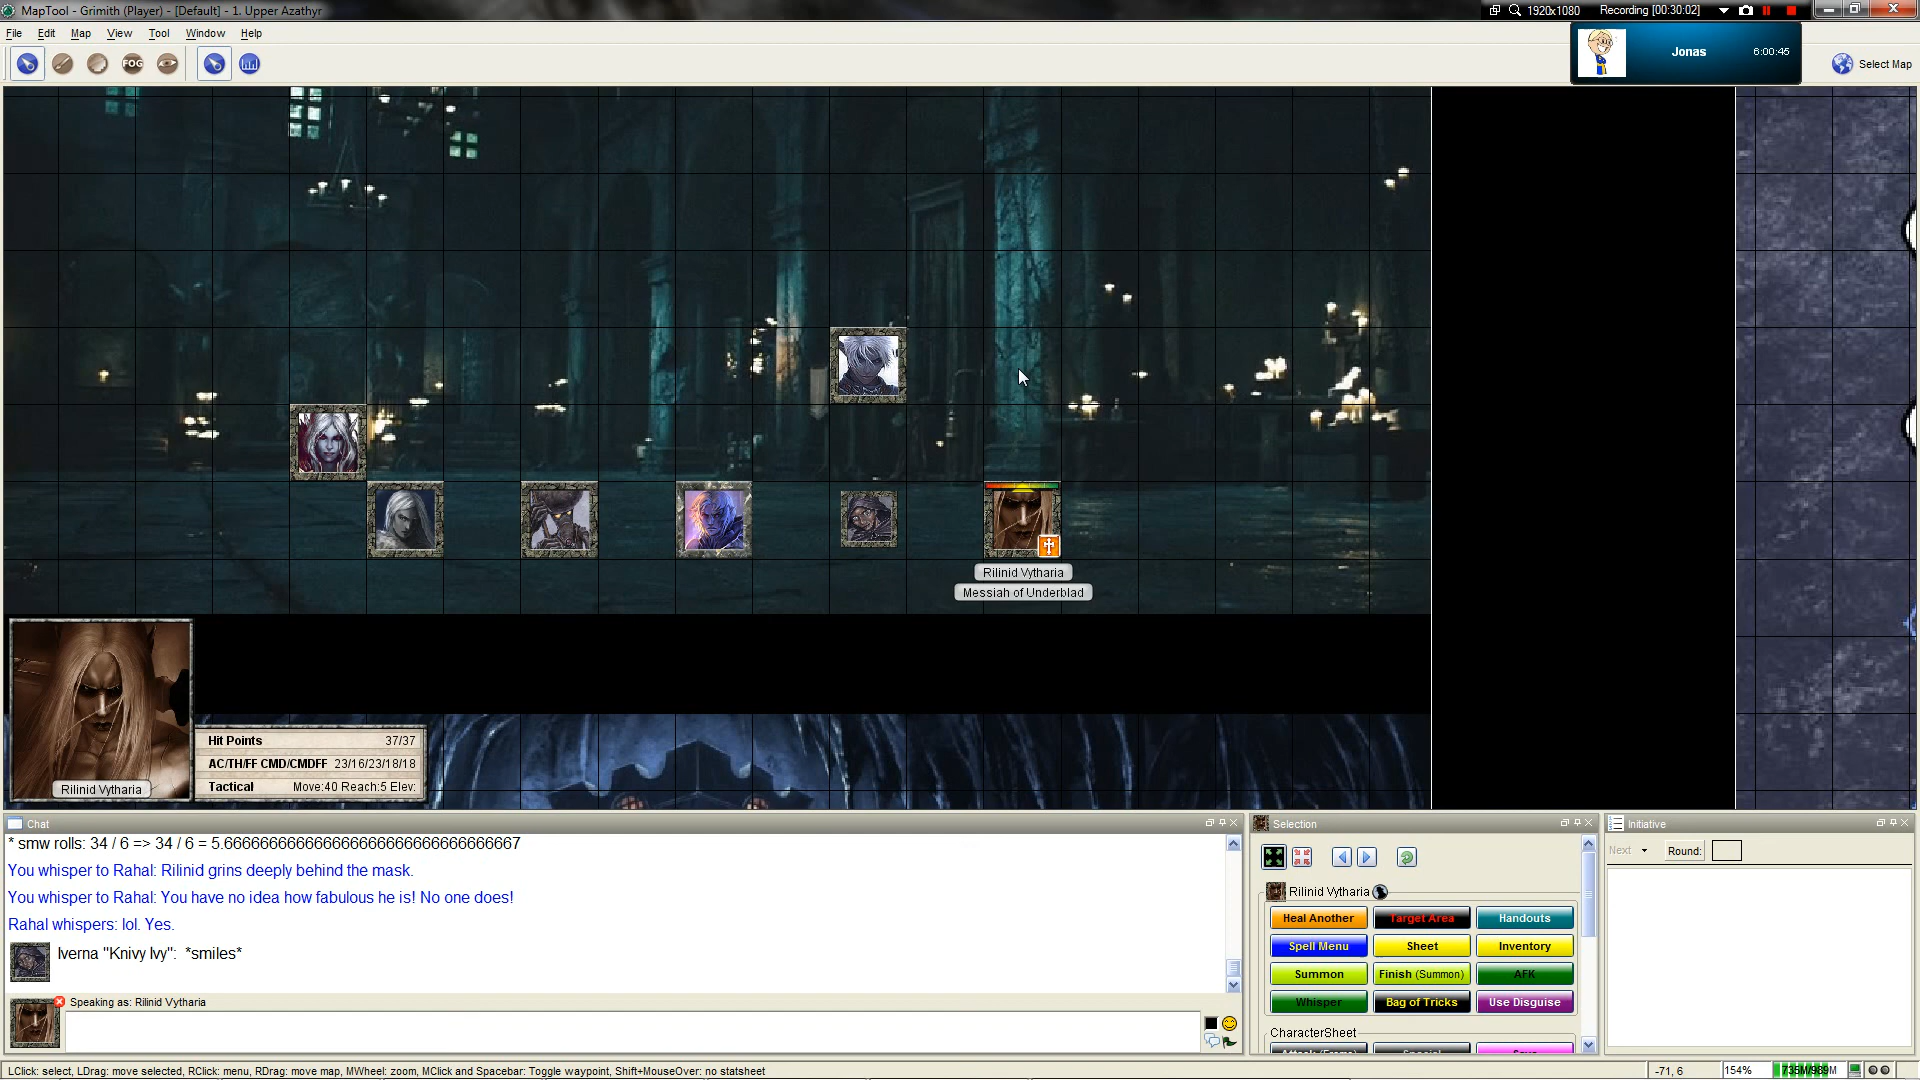 MapTool - Grimith (Player) - [Default] - 1. Upper Azathyr
1920x1080 Recording [00:30:02]
File Edit Map View Tool Window Help
Jonas 6:00:45
FOG
Select Map
Rilinid Vytharia
Messiah of Underblad
Hit Points 37/37
AC/TH/FF CMD/CMDFF 23/16/23/18/18
Tactical Move:40 Reach:5 Elev:
Rilinid Vytharia
Chat
* smw rolls: 34 / 6 => 34 / 6 = 5.6666666666666666666666666666667
You whisper to Rahal: Rilinid grins deeply behind the mask.
You whisper to Rahal: You have no idea how fabulous he is! No one does!
Rahal whispers: lol. Yes.
Iverna "Knivy Ivy": *smiles*
Speaking as: Rilinid Vytharia
Selection
Rilinid Vytharia
Heal Another Target Area Handouts
Spell Menu Sheet Inventory
Summon Finish (Summon) AFK
Whisper Bag of Tricks Use Disguise
CharacterSheet
Initiative
Next Round:
LClick: select, LDrag: move selected, RClick: menu, RDrag: move map, MWheel: zoom, MClick and Spacebar: Toggle waypoint, Shift+MouseOver: no statsheet
-71, 6 154% 735M/989M